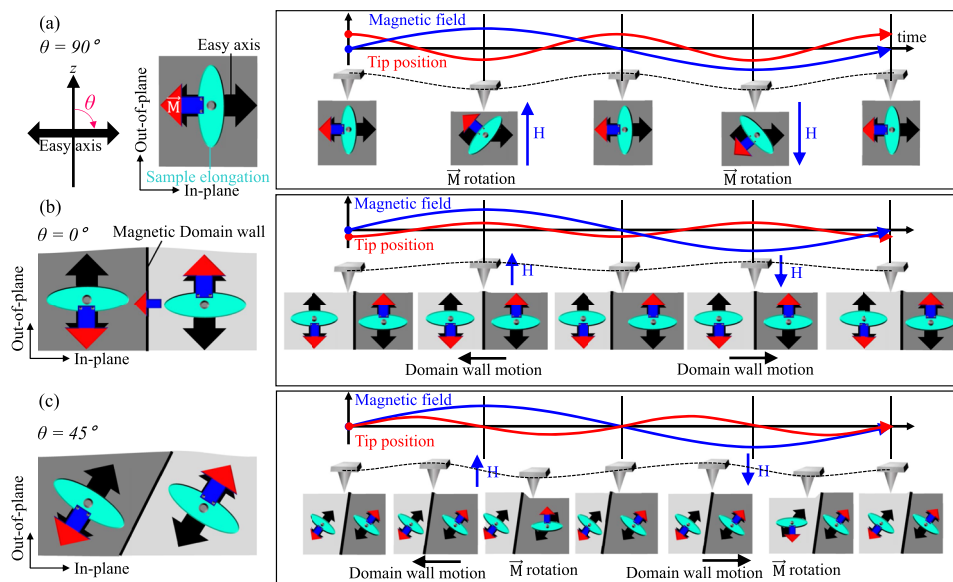 (a)
θ = 90°
z
θ
Easy axis
Out-of-plane
In-plane
Easy axis
M
Sample elongation
Magnetic field
Tip position
time
H
H
M rotation
M rotation
(b)
θ = 0°
Magnetic Domain wall
M
Out-of-plane
In-plane
Magnetic field
Tip position
H
H
Domain wall motion
Domain wall motion
(c)
θ = 45°
Out-of-plane
In-plane
Magnetic field
Tip position
H
H
Domain wall motion
M rotation
Domain wall motion
M rotation